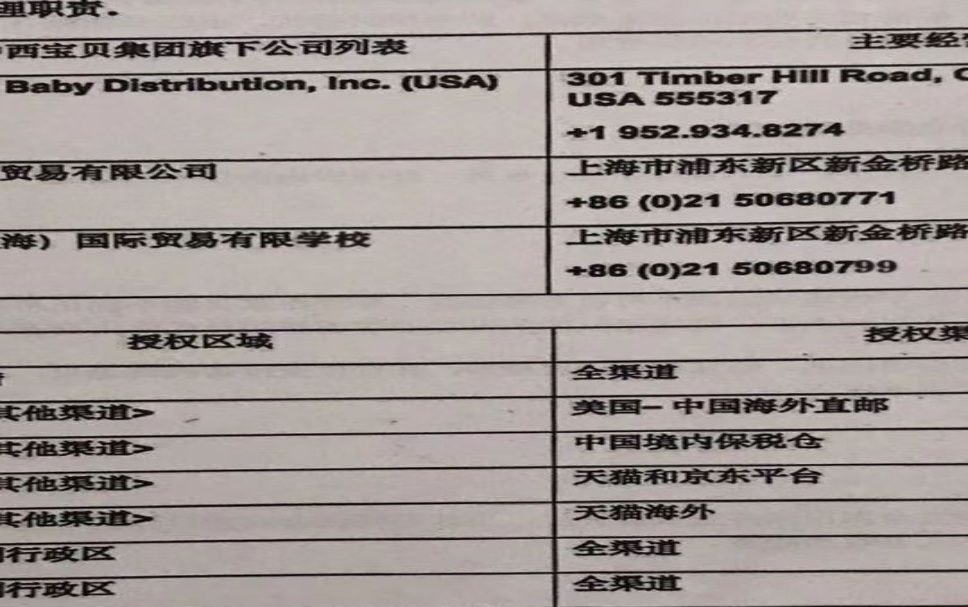 理职责。
西宝贝集团旗下公司列表
主要经
Baby Distribution, Inc. (USA)
301 Timber Hill Road,
USA 555317
+1 952.934.8274
贸易有限公司
上海市浦东新区新金桥路
+86 (0)21 50680771
海） 国际贸易有限学校
上海市浦东新区新金桥路
+86 (0)21 50680799
授权区域
授权渠
全渠道
其他渠道>
美国- 中国海外直邮
其他渠道>
中国境内保税仓
其他渠道>
天猫和京东平台
其他渠道>
天猫海外
行政区
全渠道
行政区
全渠道